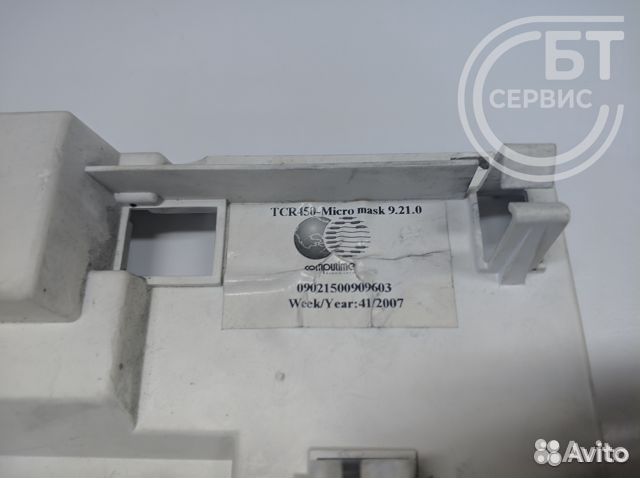 БТ
СЕРВИС
TCR450-Micro mask 9.21.0
computime
09021500909603
Week/Year:41/2007
Avito